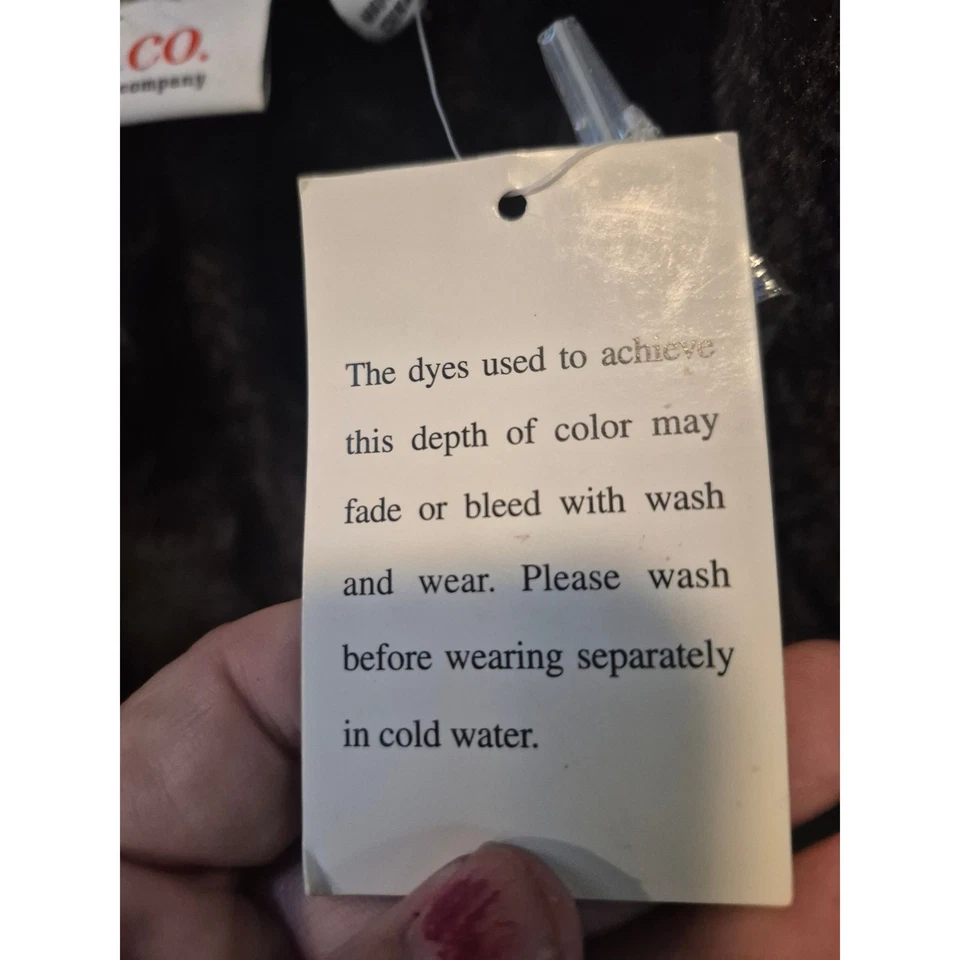 CO.
company
The dyes used to achieve
this depth of color may
fade or bleed with wash
and wear. Please wash
before wearing separately
in cold water.